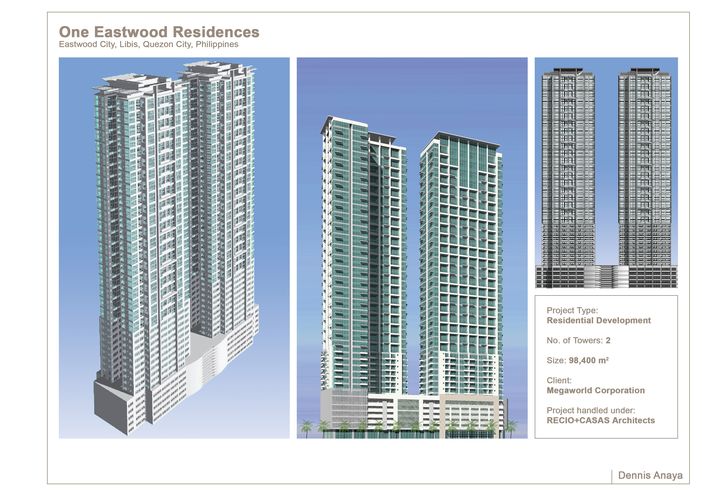 One Eastwood Residences
Eastwood City, Libis, Quezon City, Philippines
Project Type:
Residential Development
No. of Towers: 2
Size: 98,400 m²
Client:
Megaworld Corporation
Project handled under:
RECIO+CASAS Architects
Dennis Anaya